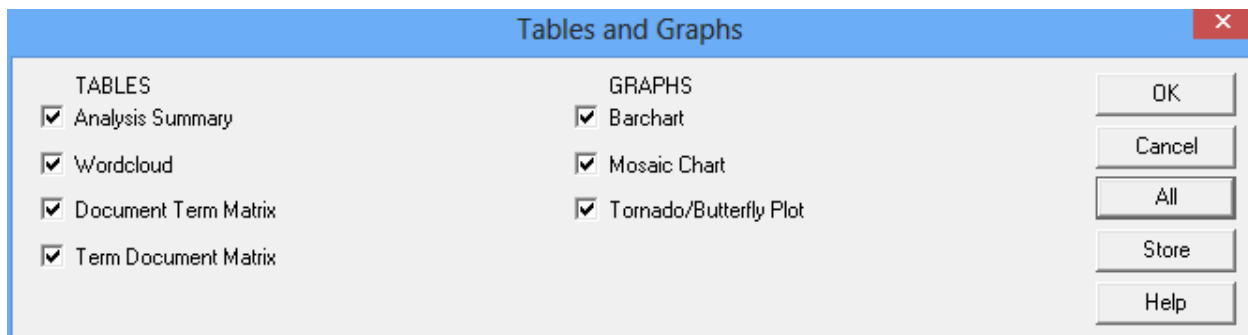 Tables and Graphs
TABLES
Analysis Summary
Wordcloud
Document Term Matrix
Term Document Matrix
GRAPHS
Barchart
Mosaic Chart
Tornado/Butterfly Plot
OK
Cancel
All
Store
Help